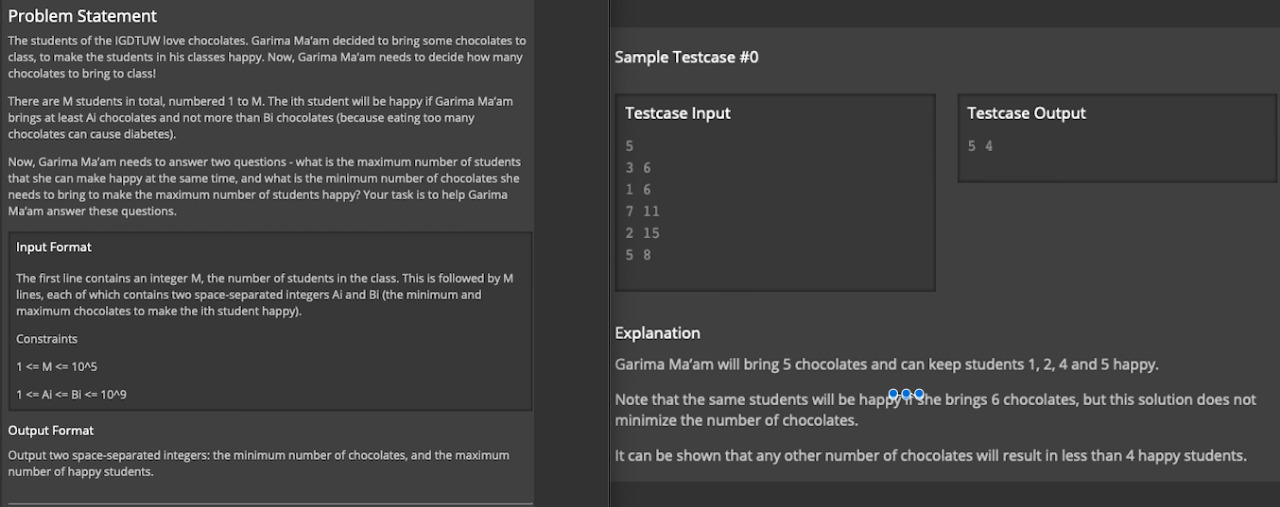 Problem Statement
The students of the IGDTUW love chocolates. Garima Ma'am decided to bring some chocolates to
class, to make the students in his classes happy. Now, Garima Ma'am needs to decide how many
chocolates to bring to class!
There are M students in total, numbered 1 to M. The ith student will be happy if Garima Ma'am
brings at least Ai chocolates and not more than Bi chocolates (because eating too many
chocolates can cause diabetes).
Now, Garima Ma'am needs to answer two questions - what is the maximum number of students
that she can make happy at the same time, and what is the minimum number of chocolates she
needs to bring to make the maximum number of students happy? Your task is to help Garima
Ma'am answer these questions.
Input Format
The first line contains an integer M, the number of students in the class. This is followed by M
lines, each of which contains two space-separated integers Ai and Bi (the minimum and
maximum chocolates to make the ith student happy).
Constraints
1 <= M <= 10^5
1 <= Ai <= Bi <= 10^9
Output Format
Output two space-separated integers: the minimum number of chocolates, and the maximum
number of happy students.
Sample Testcase #0
Testcase Input
5
3 6
1 6
7 11
2 15
5 8
Testcase Output
5 4
Explanation
Garima Ma'am will bring 5 chocolates and can keep students 1, 2, 4 and 5 happy.
Note that the same students will be happy if she brings 6 chocolates, but this solution does not
minimize the number of chocolates.
It can be shown that any other number of chocolates will result in less than 4 happy students.